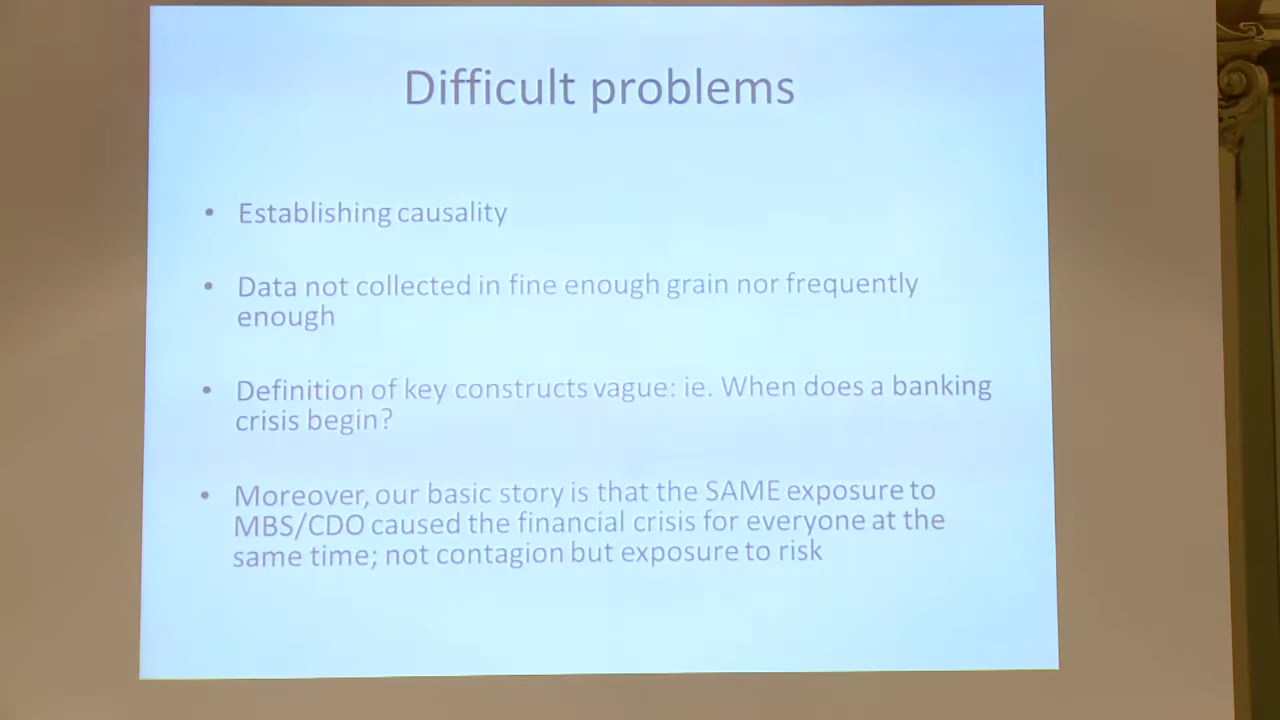 Difficult problems
• Establishing causality
• Data not collected in fine enough grain nor frequently
enough
• Definition of key constructs vague: ie. When does a banking
crisis begin?
• Moreover, our basic story is that the SAME exposure to
MBS/CDO caused the financial crisis for everyone at the
same time; not contagion but exposure to risk